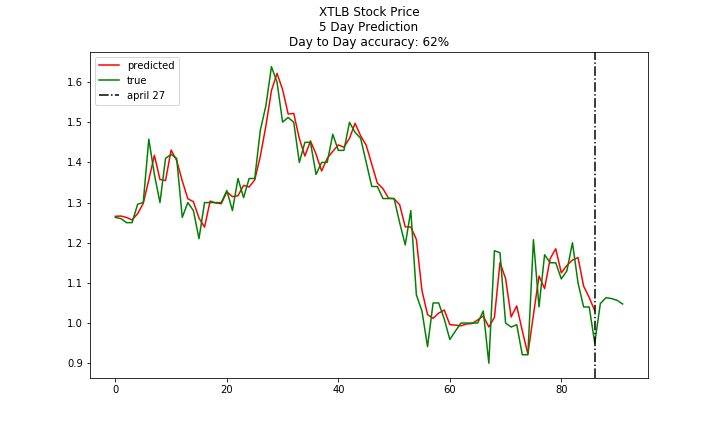 XTLB Stock Price
5 Day Prediction
Day to Day accuracy: 62%
predicted
true
april 27
1.6
1.5
1.4
1.3
1.2
1.1
1.0
0.9
0
20
40
60
80